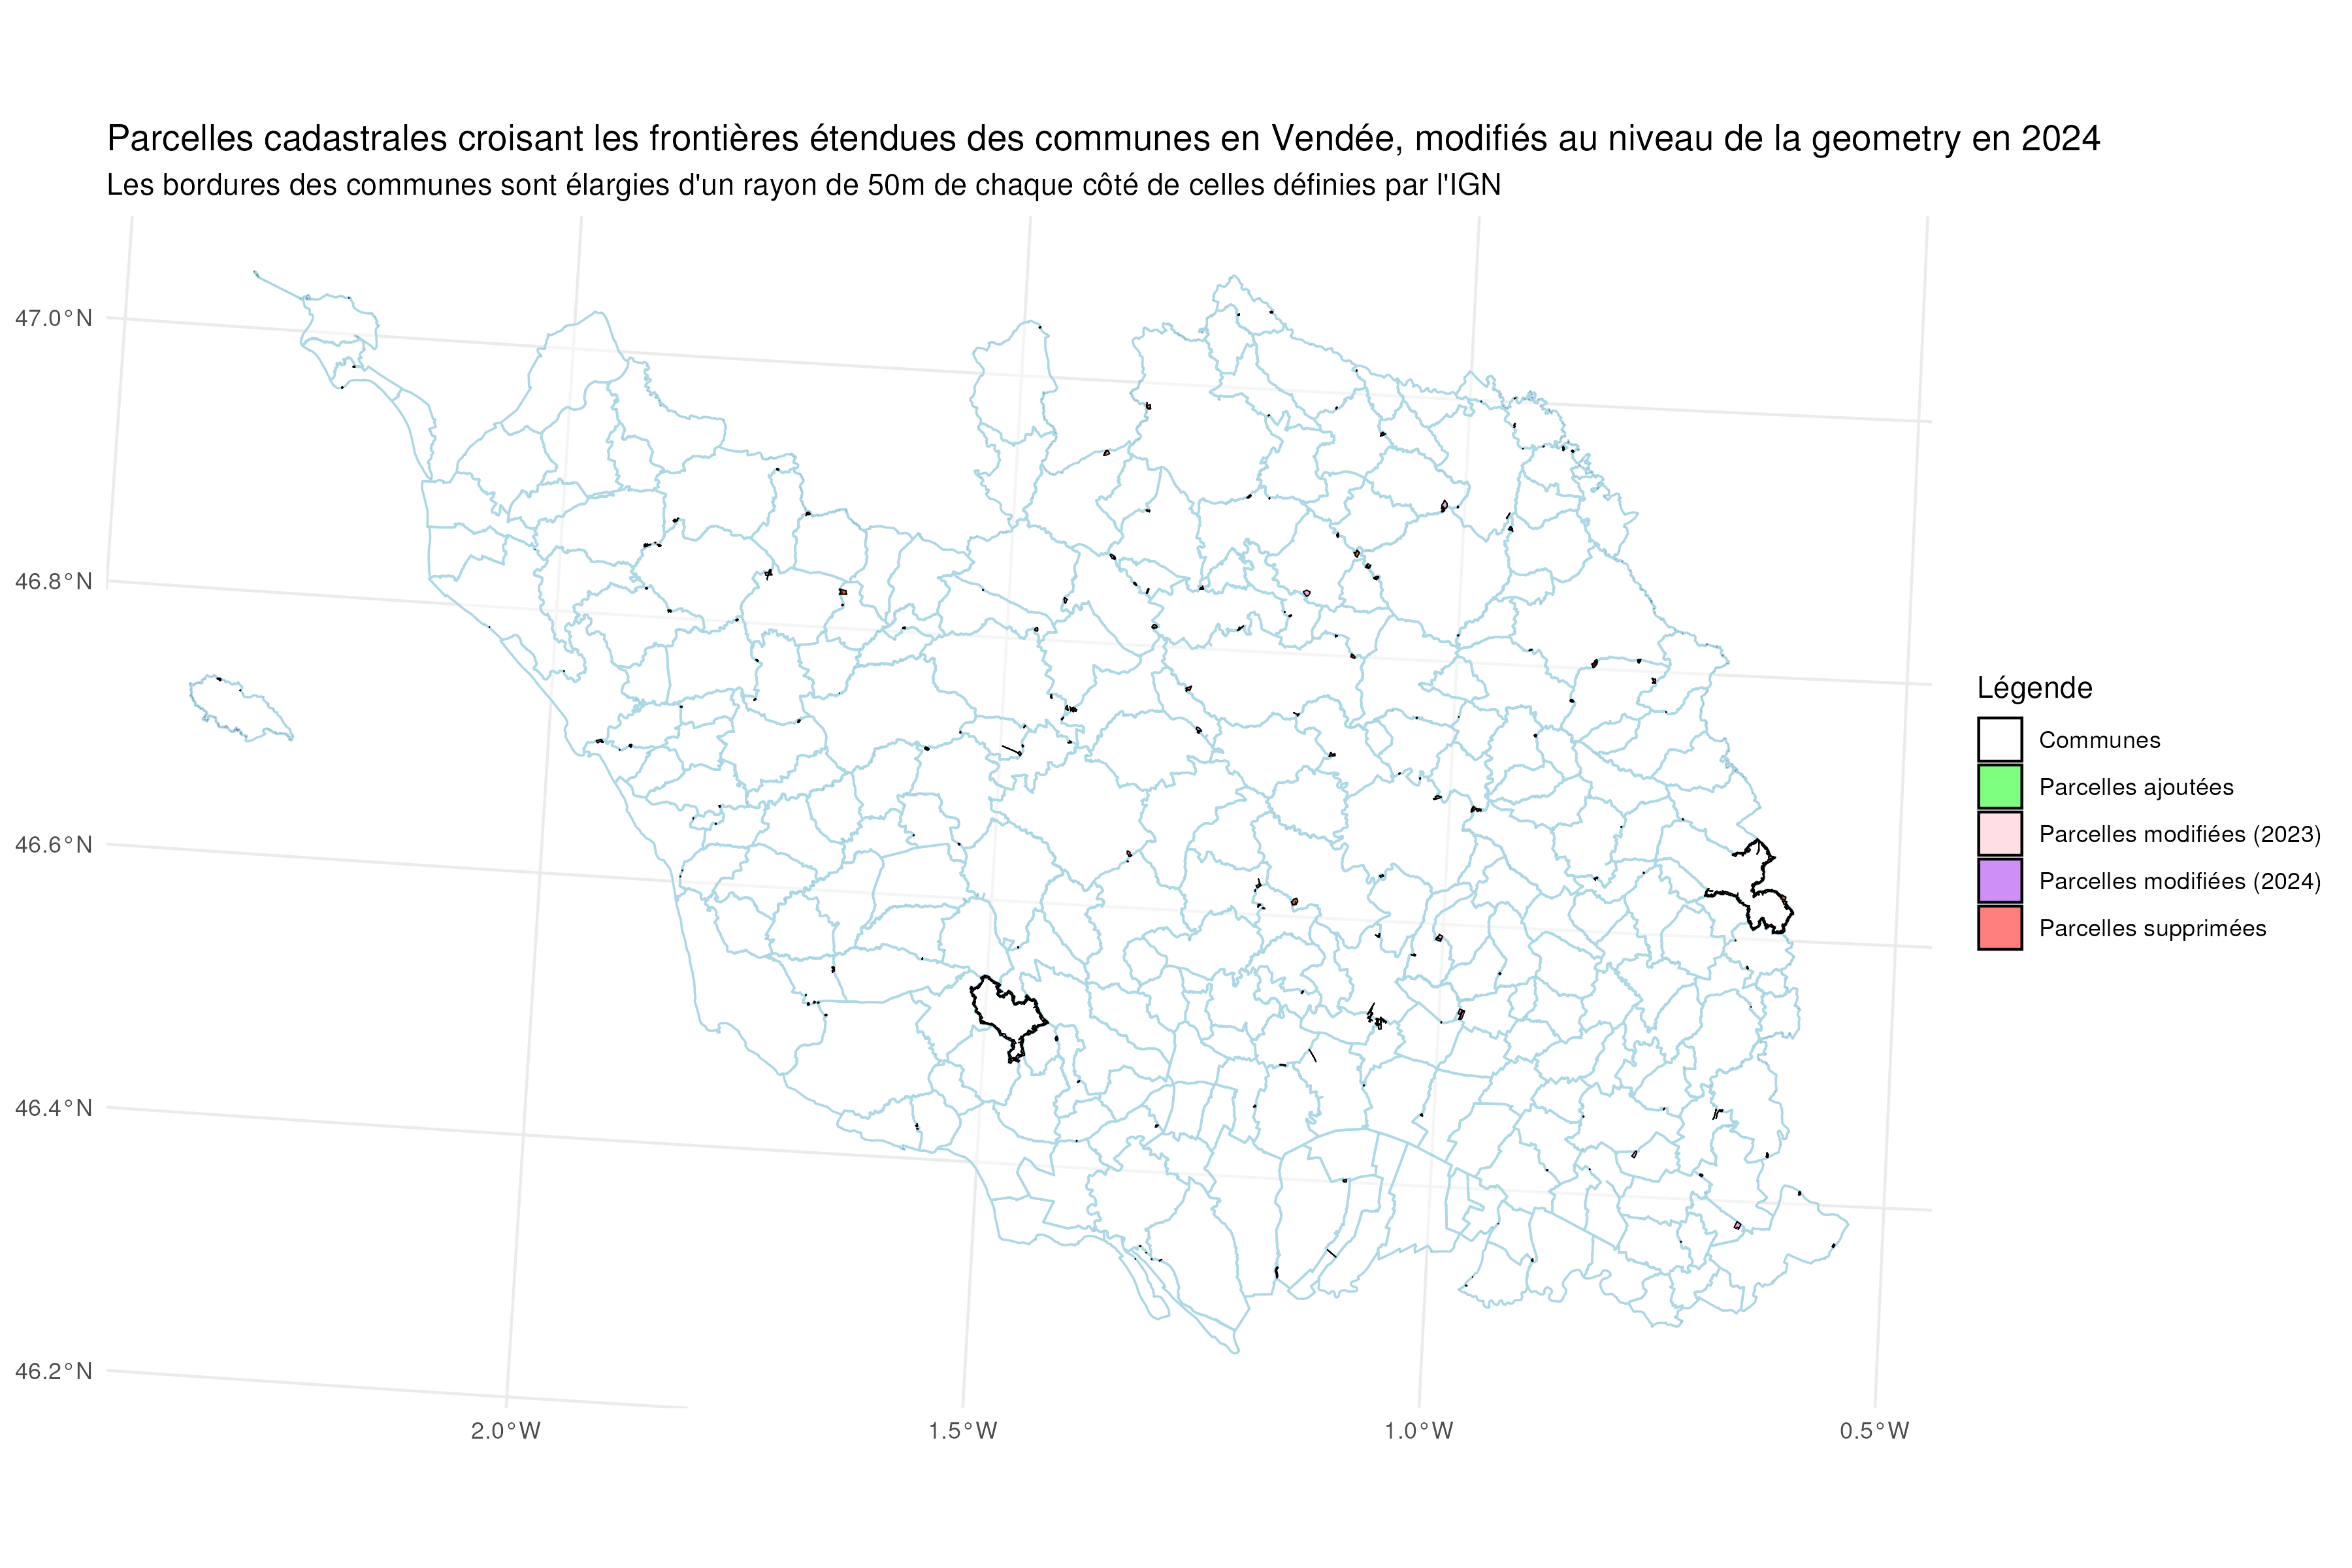 Parcelles cadastrales croisant les frontières étendues des communes en Vendée, modifiés au niveau de la geometry en 2024
Les bordures des communes sont élargies d'un rayon de 50m de chaque côté de celles définies par l'IGN
47.0°N
46.8°N
46.6°N
46.4°N
46.2°N
2.0°W
1.5°W
1.0°W
0.5°W
Légende
Communes
Parcelles ajoutées
Parcelles modifiées (2023)
Parcelles modifiées (2024)
Parcelles supprimées